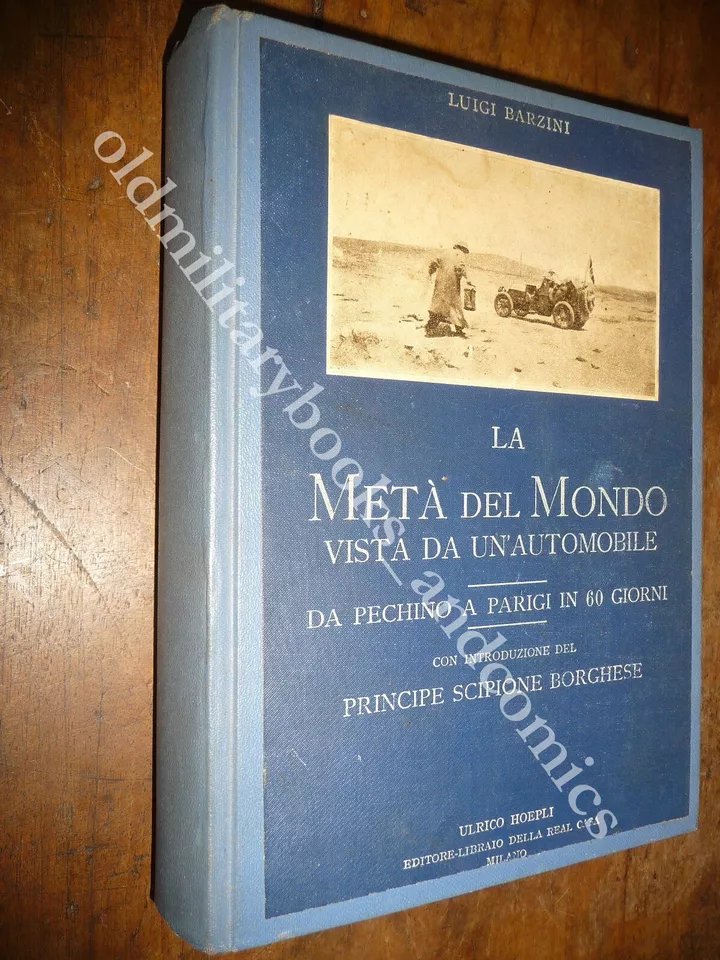 LUIGI BARZINI
LA
METÀ DEL MONDO
VISTA DA UN'AUTOMOBILE
DA PECHINO A PARIGI IN 60 GIORNI
CON INTRODUZIONE DEL
PRINCIPE SCIPIONE BORGHESE
ULRICO HOEPLI
EDITORE-LIBRAIO DELLA REAL CASA
MILANO
oldmilitarybooks_andcomics